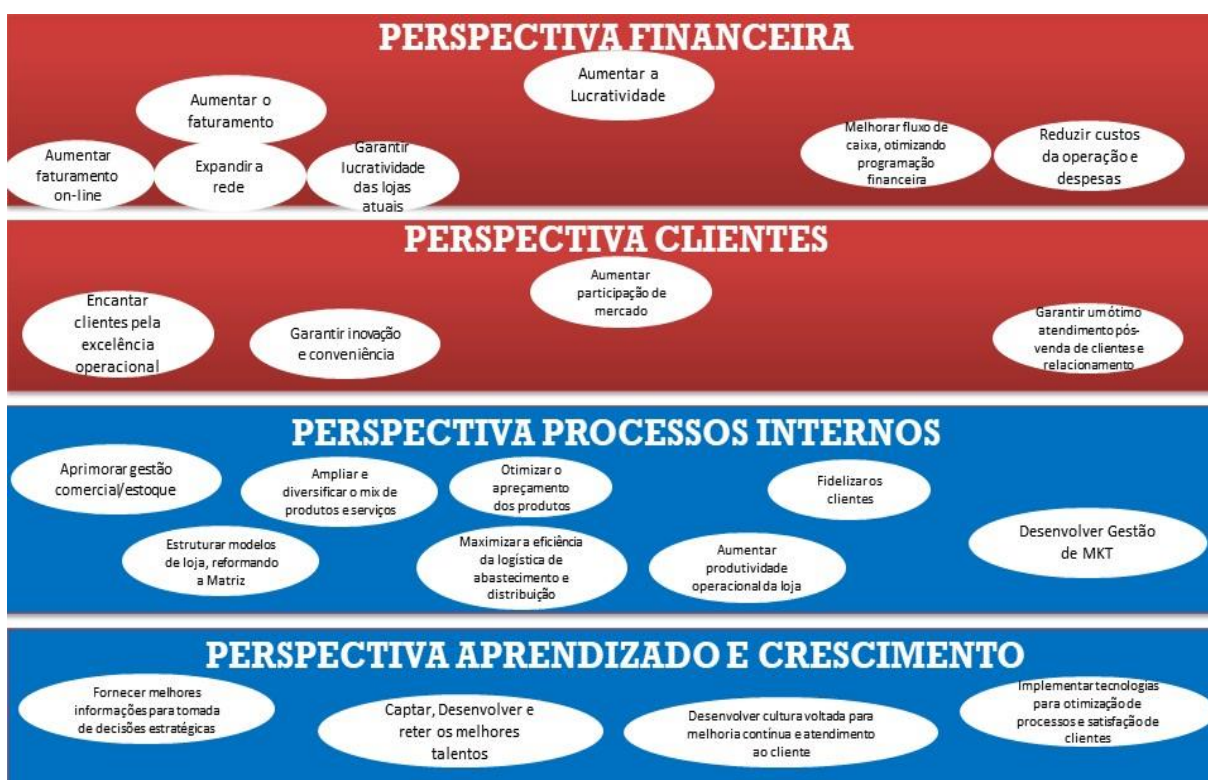 PERSPECTIVA FINANCEIRA
Aumentar a
Lucratividade
Aumentar o
faturamento
Aumentar
faturamento
on-line
Expandir a
rede
Garantir
lucratividade
das lojas
atuais
Melhorar fluxo de
caixa, otimizando
programação
financeira
Reduzir custos
da operação e
despesas
PERSPECTIVA CLIENTES
Aumentar
participação de
mercado
Encantar
clientes pela
excelência
operacional
Garantir inovação
e conveniência
Garantir um ótimo
atendimento pós-
venda de clientes e
relacionamento
PERSPECTIVA PROCESSOS INTERNOS
Aprimorar gestão
comercial/estoque
Ampliar e
diversificar o mix de
produtos e serviços
Otimizar o
apreçamento
dos produtos
Fidelizar os
clientes
Estruturar modelos
de loja, reformando
a Matriz
Maximizar a eficiência
da logística de
abastecimento e
distribuição
Aumentar
produtividade
operacional da loja
Desenvolver Gestão
de MKT
PERSPECTIVA APRENDIZADO E CRESCIMENTO
Fornecer melhores
informações para tomada
de decisões estratégicas
Captar, Desenvolver e
reter os melhores
talentos
Desenvolver cultura voltada para
melhoria contínua e atendimento
ao cliente
Implementar tecnologias
para otimização de
processos e satisfação de
clientes